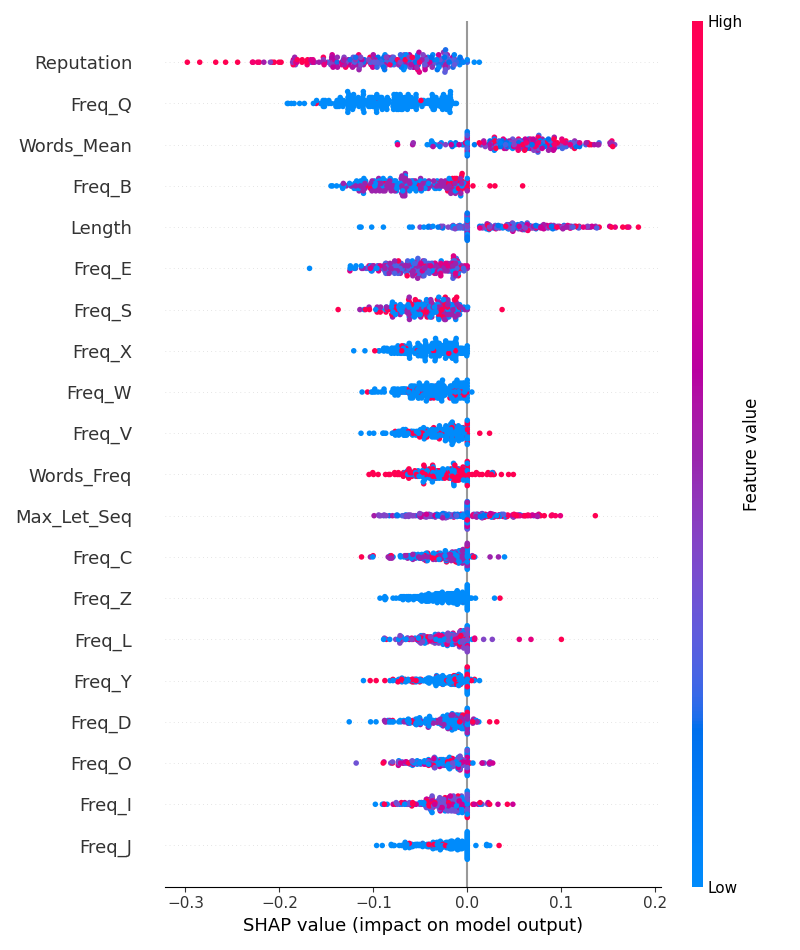 High
Reputation
Freq_Q
Words_Mean
Freq_B
Length
Freq_E
Freq_S
Freq_X
Freq_W
Freq_V
Words_Freq
Max_Let_Seq
Freq_C
Freq_Z
Freq_L
Freq_Y
Freq_D
Freq_O
Freq_I
Freq_J
Feature value
Low
−0.3 −0.2 −0.1 0.0 0.1 0.2
SHAP value (impact on model output)